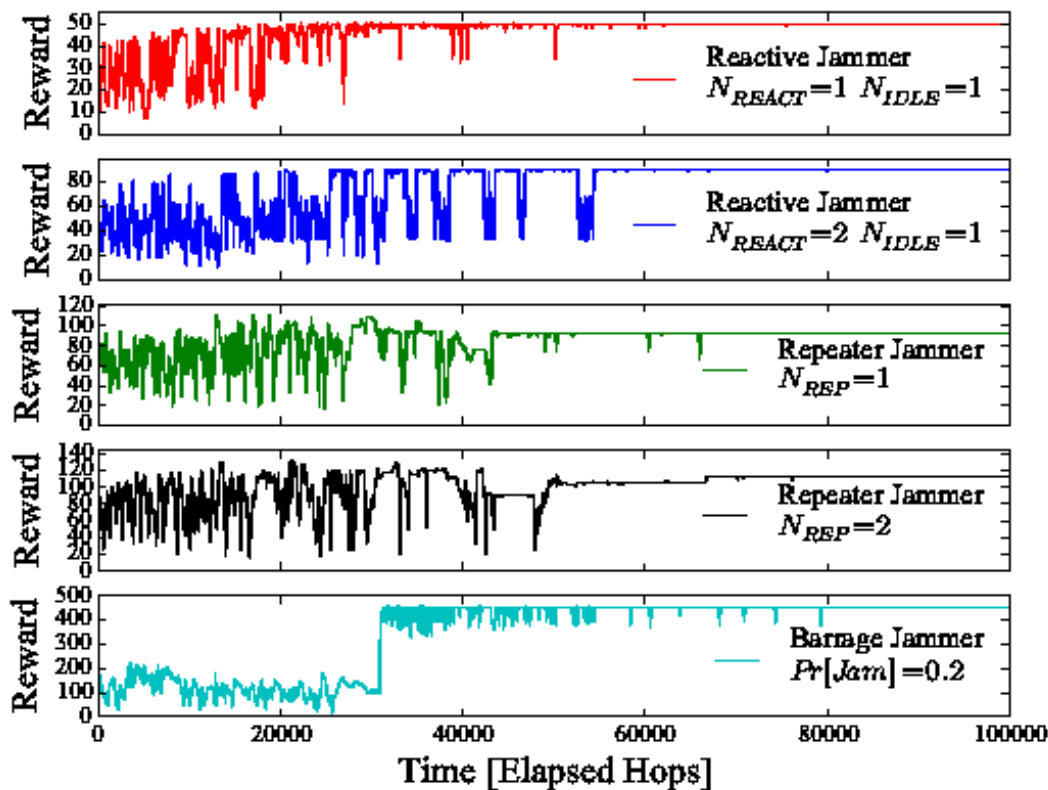 50
40
30
20
10
0
Reward
Reactive Jammer
N_REACT=1 N_IDLE=1
80
60
40
20
0
Reward
Reactive Jammer
N_REACT=2 N_IDLE=1
120
100
80
60
40
20
0
Reward
Repeater Jammer
N_REP=1
140
120
100
80
60
40
20
0
Reward
Repeater Jammer
N_REP=2
500
400
300
200
100
0
Reward
Barrage Jammer
Pr[Jam]=0.2
0 20000 40000 60000 80000 100000
Time [Elapsed Hops]